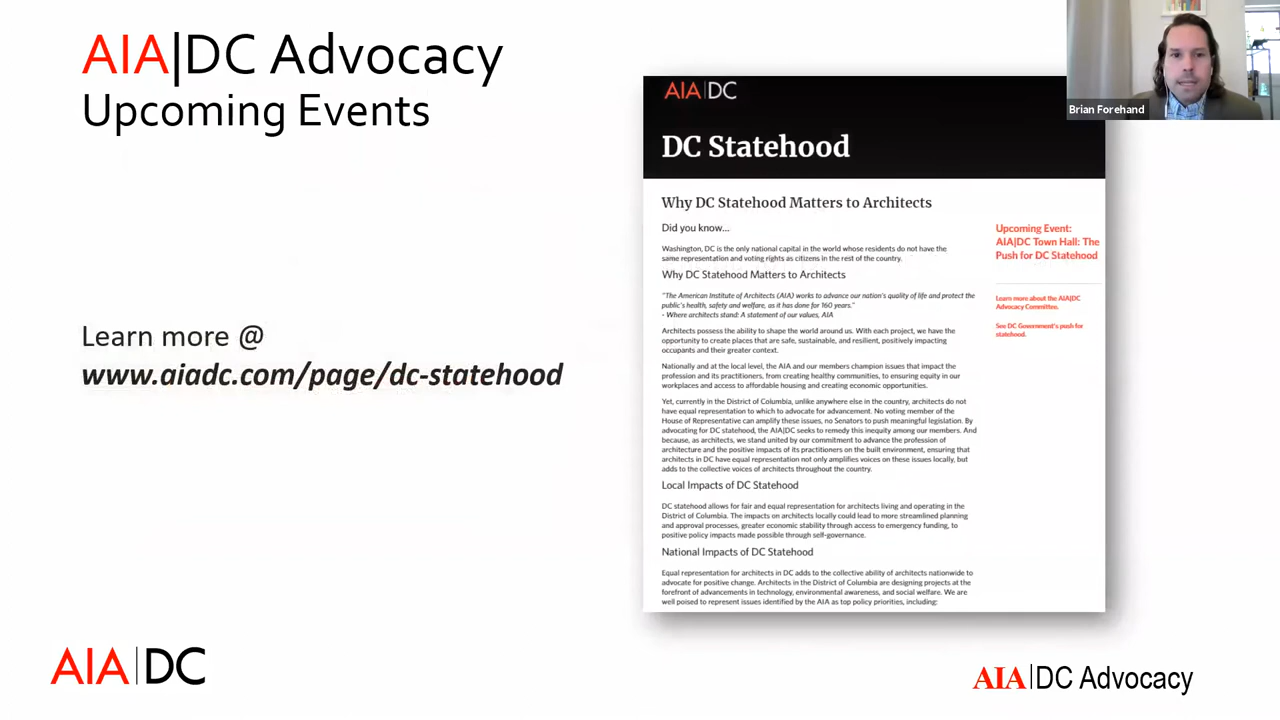 AIA|DC Advocacy
Upcoming Events
Learn more @
www.aiadc.com/page/dc-statehood
AIA|DC
DC Statehood
Why DC Statehood Matters to Architects
Did you know...
Washington, DC is the only national capital in the world whose residents do not have the
same representation and voting rights as citizens in the rest of the country.
Why DC Statehood Matters to Architects
"The American Institute of Architects (AIA) works to advance our nation's quality of life and protect the
public's health, safety and welfare, as it has done for 160 years."
- Where architects stand: A statement of our values, AIA
Architects possess the ability to shape the world around us. With each project, we have the
opportunity to create places that are safe, sustainable, and resilient, positively impacting
occupants and their greater context.
Nationally and at the local level, the AIA and our members champion issues that impact the
profession and its practitioners, from creating healthy communities, to ensuring equity in our
workplaces and access to affordable housing and creating economic opportunities.
Yet, currently in the District of Columbia, unlike anywhere else in the country, architects do not
have equal representation to which to advocate for advancement. No voting member of the
House of Representative can amplify these issues, no Senators to push meaningful legislation. By
advocating for DC statehood, the AIA|DC seeks to remedy this inequity among our members. And
because, as architects, we stand united by our commitment to advance the profession of
architecture and the positive impacts of its practitioners on the built environment, ensuring that
architects in DC have equal representation not only amplifies voices on these issues locally, but
adds to the collective voices of architects throughout the country.
Local Impacts of DC Statehood
DC statehood allows for fair and equal representation for architects living and operating in the
District of Columbia. The impacts on architects locally could lead to more streamlined planning
and approval processes, greater economic stability through access to emergency funding, to
positive policy impacts made possible through self-governance.
National Impacts of DC Statehood
Equal representation for architects in DC adds to the collective ability of architects nationwide to
advocate for positive change. Architects in the District of Columbia are designing projects at the
forefront of advancements in technology, environmental awareness, and social welfare. We are
well poised to represent issues identified by the AIA as top policy priorities, including:
Upcoming Event:
AIA|DC Town Hall: The
Push for DC Statehood
Learn more about the AIA|DC
Advocacy Committee.
See DC Government's push for
statehood.
Brian Forehand
AIA|DC
AIA|DC Advocacy